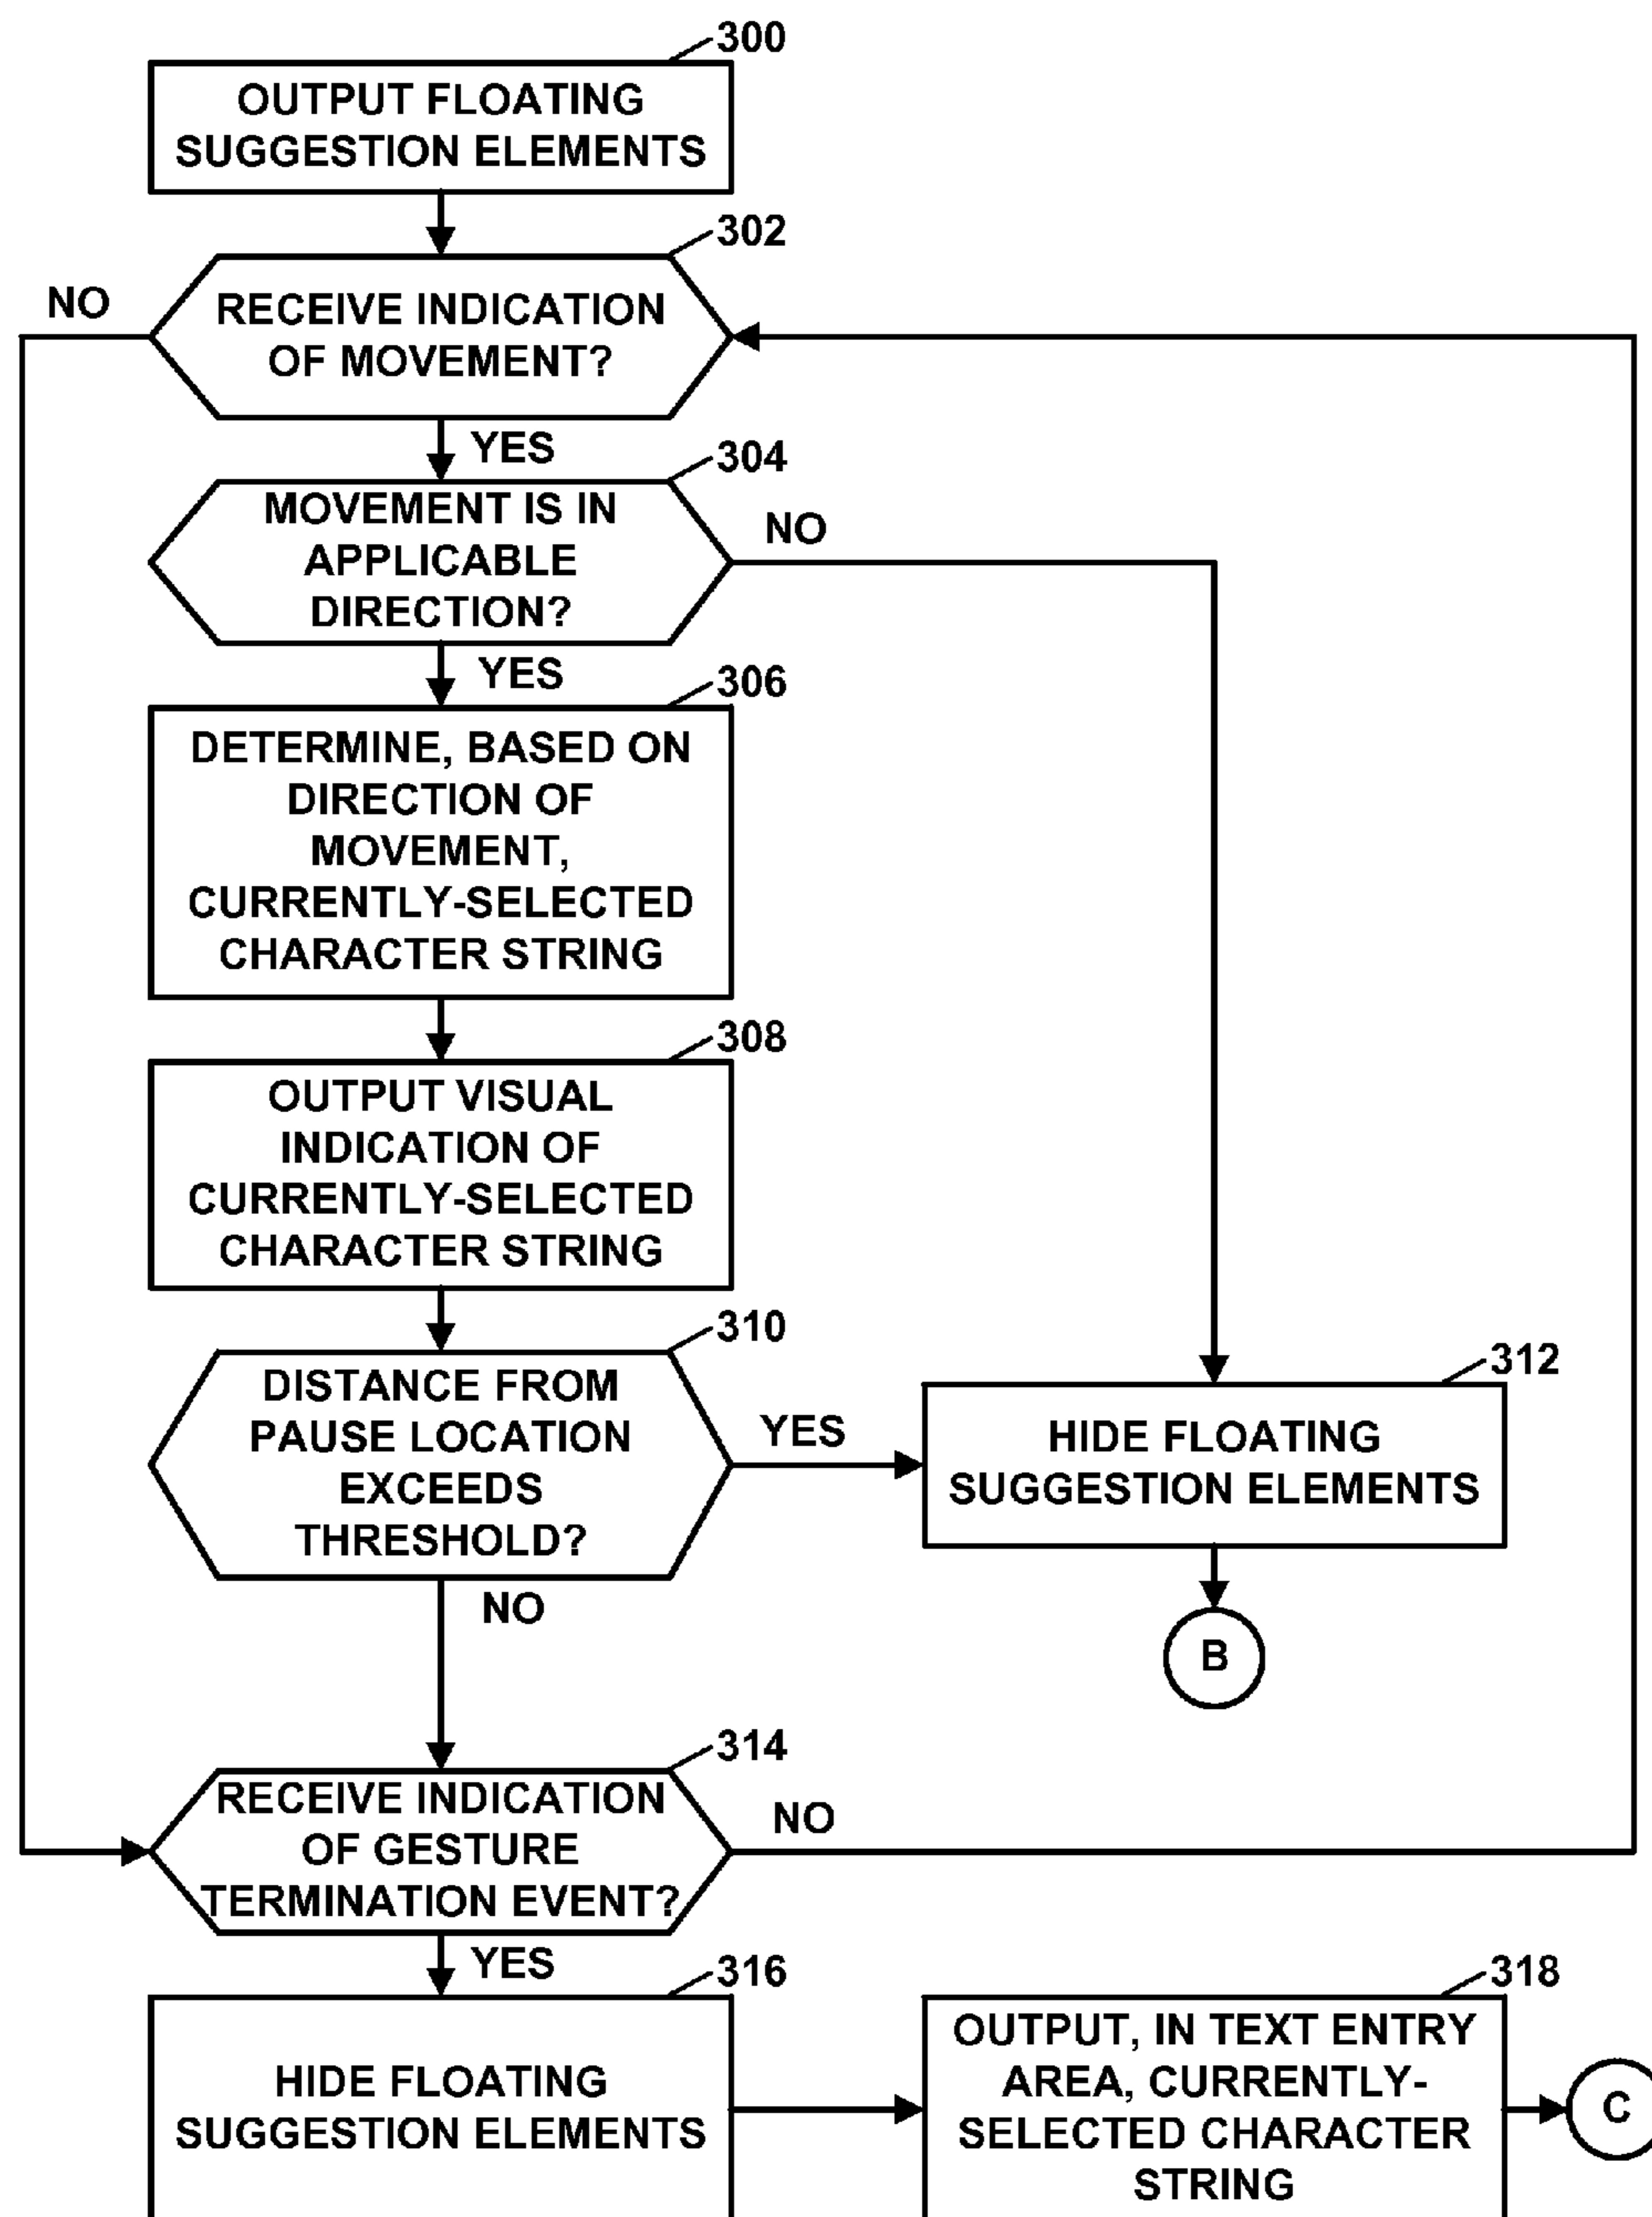 300
OUTPUT FLOATING
SUGGESTION ELEMENTS
302
NO
RECEIVE INDICATION
OF MOVEMENT?
YES
304
MOVEMENT IS IN
APPLICABLE
DIRECTION?
NO
YES
306
DETERMINE, BASED ON
DIRECTION OF
MOVEMENT,
CURRENTLY-SELECTED
CHARACTER STRING
308
OUTPUT VISUAL
INDICATION OF
CURRENTLY-SELECTED
CHARACTER STRING
310
DISTANCE FROM
PAUSE LOCATION
EXCEEDS
THRESHOLD?
YES
NO
312
HIDE FLOATING
SUGGESTION ELEMENTS
B
314
RECEIVE INDICATION
OF GESTURE
TERMINATION EVENT?
NO
YES
316
HIDE FLOATING
SUGGESTION ELEMENTS
318
OUTPUT, IN TEXT ENTRY
AREA, CURRENTLY-
SELECTED CHARACTER
STRING
C